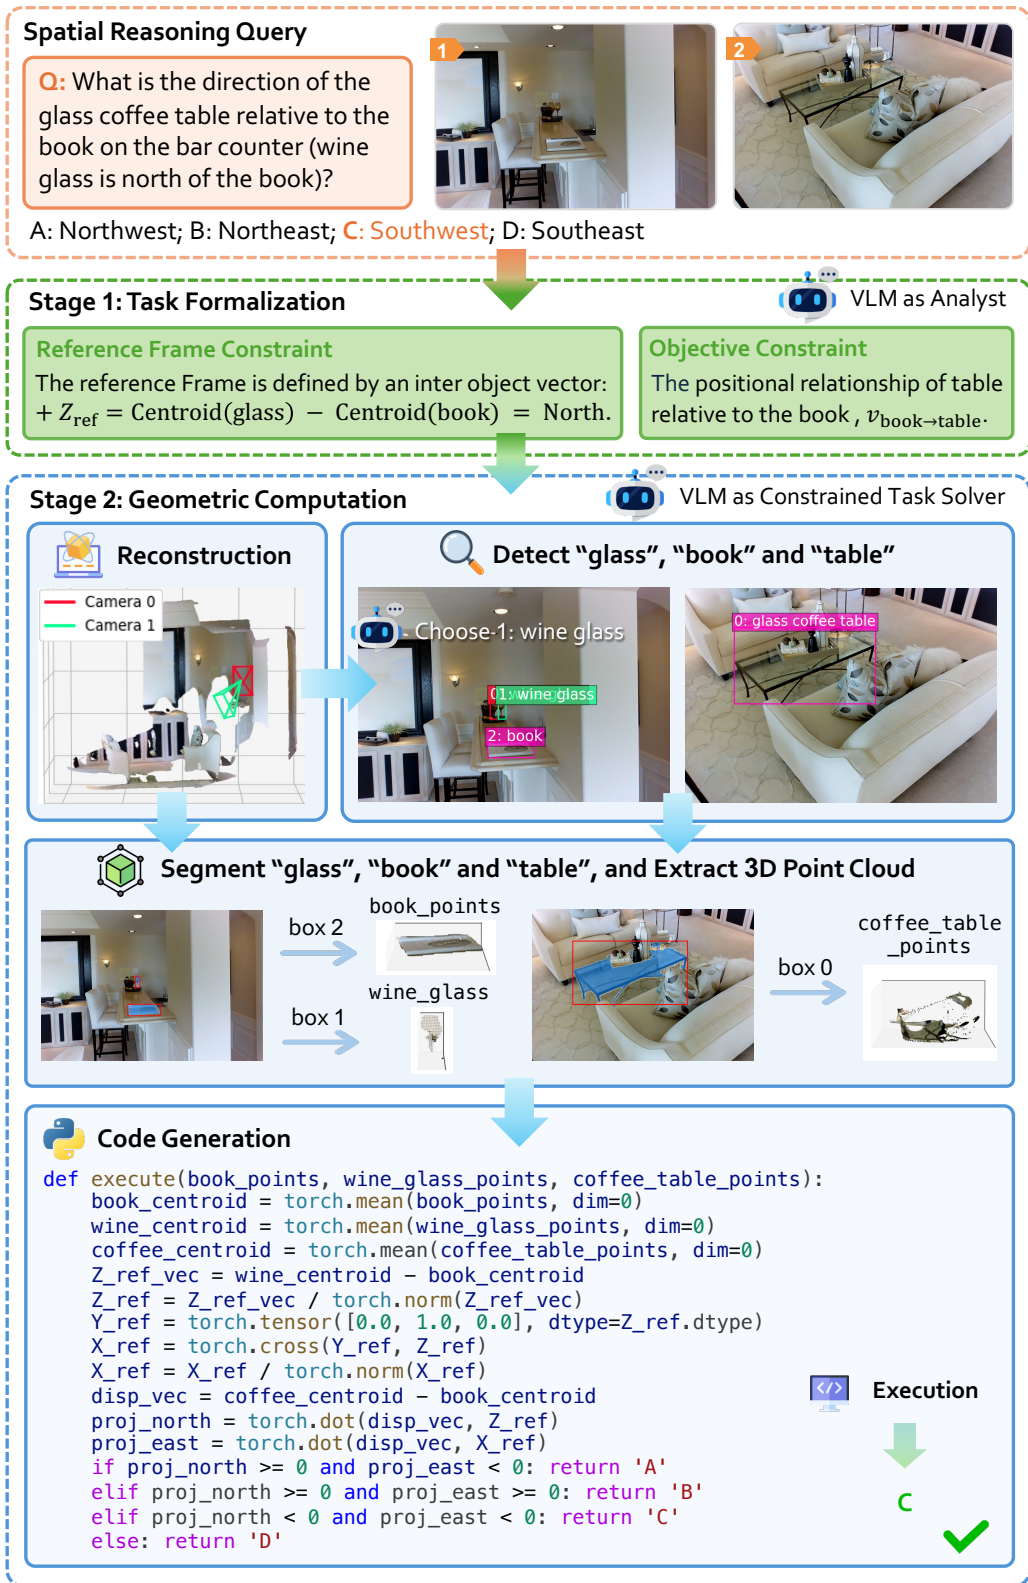 Spatial Reasoning Query
Q: What is the direction of the
glass coffee table relative to the
book on the bar counter (wine
glass is north of the book)?
1
2
A: Northwest; B: Northeast; C: Southwest; D: Southeast
Stage 1: Task Formalization
VLM as Analyst
Reference Frame Constraint
The reference Frame is defined by an inter object vector:
+ Z_ref = Centroid(glass) − Centroid(book) = North.
Objective Constraint
The positional relationship of table
relative to the book , v_book→table.
Stage 2: Geometric Computation
VLM as Constrained Task Solver
Reconstruction
Camera 0
Camera 1
Detect “glass”, “book” and “table”
Choose-1: wine glass
01: wine glass
2: book
0: glass coffee table
Segment “glass”, “book” and “table”, and Extract 3D Point Cloud
box 2
book_points
box 1
wine_glass
box 0
coffee_table
_points
Code Generation
def execute(book_points, wine_glass_points, coffee_table_points):
book_centroid = torch.mean(book_points, dim=0)
wine_centroid = torch.mean(wine_glass_points, dim=0)
coffee_centroid = torch.mean(coffee_table_points, dim=0)
Z_ref_vec = wine_centroid − book_centroid
Z_ref = Z_ref_vec / torch.norm(Z_ref_vec)
Y_ref = torch.tensor([0.0, 1.0, 0.0], dtype=Z_ref.dtype)
X_ref = torch.cross(Y_ref, Z_ref)
X_ref = X_ref / torch.norm(X_ref)
disp_vec = coffee_centroid − book_centroid
proj_north = torch.dot(disp_vec, Z_ref)
proj_east = torch.dot(disp_vec, X_ref)
if proj_north >= 0 and proj_east < 0: return 'A'
elif proj_north >= 0 and proj_east >= 0: return 'B'
elif proj_north < 0 and proj_east < 0: return 'C'
else: return 'D'
Execution
C